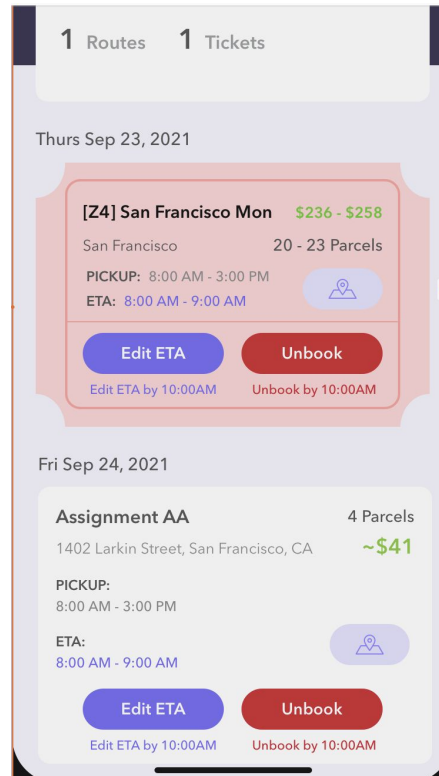 1 Routes 1 Tickets
Thurs Sep 23, 2021
[Z4] San Francisco Mon $236 - $258
San Francisco 20 - 23 Parcels
PICKUP: 8:00 AM - 3:00 PM
ETA: 8:00 AM - 9:00 AM
Edit ETA Unbook
Edit ETA by 10:00AM Unbook by 10:00AM
Fri Sep 24, 2021
Assignment AA 4 Parcels
1402 Larkin Street, San Francisco, CA ~$41
PICKUP:
8:00 AM - 3:00 PM
ETA:
8:00 AM - 9:00 AM
Edit ETA Unbook
Edit ETA by 10:00AM Unbook by 10:00AM